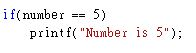 if(number == 5)
    printf("Number is 5");